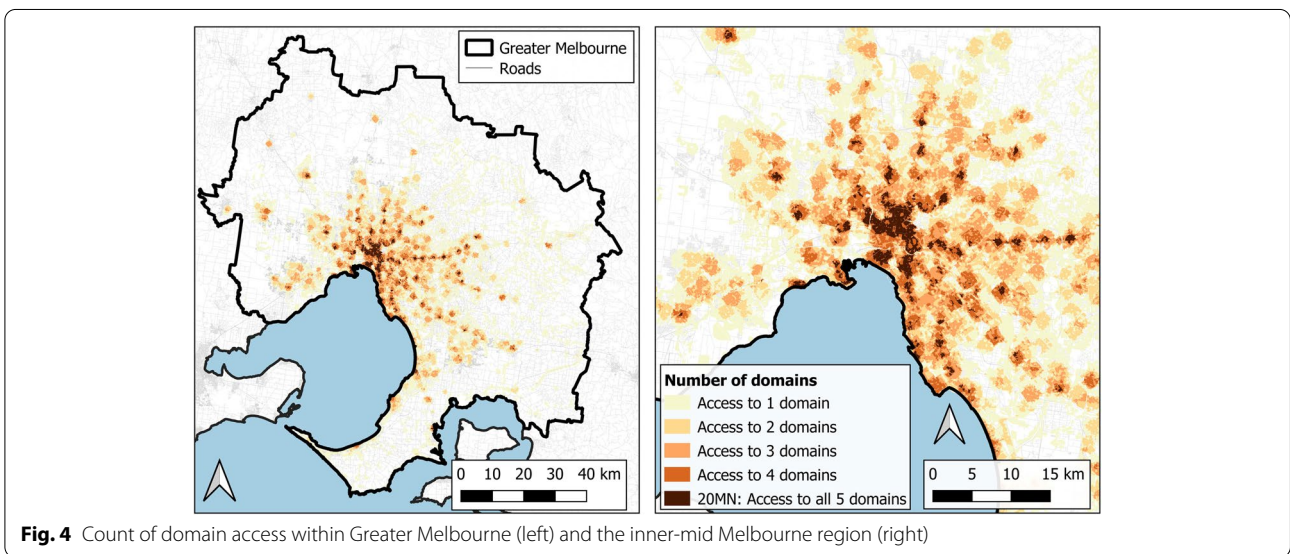 Greater Melbourne
Roads
0 10 20 30 40 km
Number of domains
Access to 1 domain
Access to 2 domains
Access to 3 domains
Access to 4 domains
20MN: Access to all 5 domains
0 5 10 15 km
Fig. 4 Count of domain access within Greater Melbourne (left) and the inner-mid Melbourne region (right)